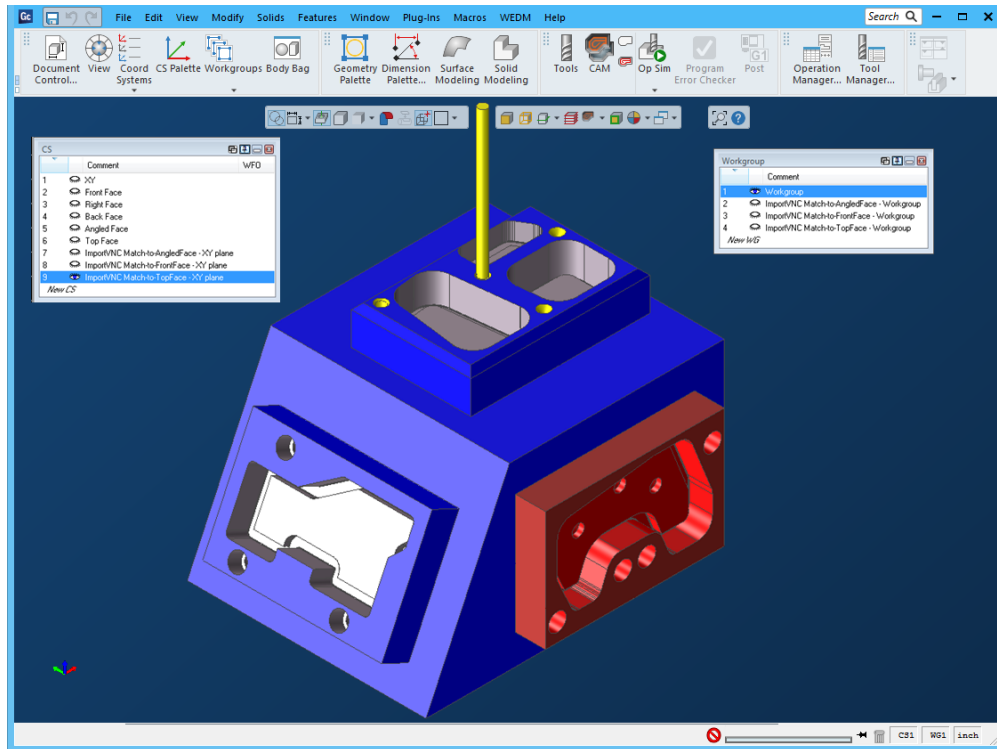 Gc File Edit View Modify Solids Features Window Plug-Ins Macros WEDM Help Search
Document Control...
View
Coord Systems
CS Palette
Workgroups
Body Bag
Geometry Palette
Dimension Palette...
Surface Modeling
Solid Modeling
Tools
CAM
Op Sim
Program Error Checker
G1
Post
Operation Manager...
Tool Manager...
CS
Comment WFO
1 XY
2 Front Face
3 Right Face
4 Back Face
5 Angled Face
6 Top Face
7 ImportVNC Match-to-AngledFace - XY plane
8 ImportVNC Match-to-FrontFace - XY plane
9 ImportVNC Match-to-TopFace - XY plane
New CS
Workgroup
Comment
1 Workgroup
2 ImportVNC Match-to-AngledFace - Workgroup
3 ImportVNC Match-to-FrontFace - Workgroup
4 ImportVNC Match-to-TopFace - Workgroup
New WG
CS1 WG1 inch